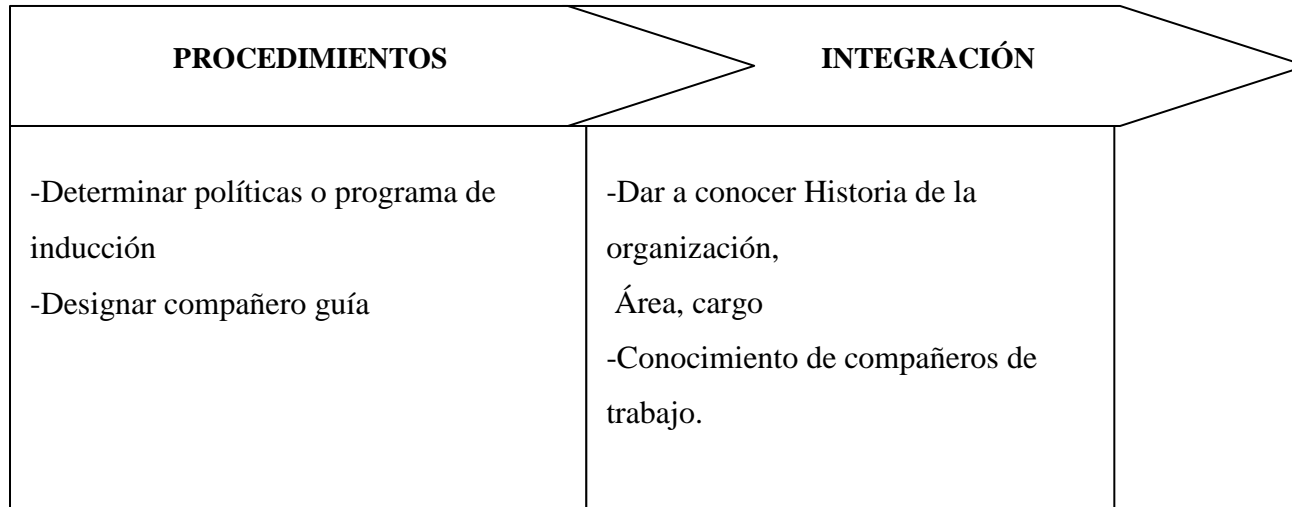 PROCEDIMIENTOS
INTEGRACIÓN
-Determinar políticas o programa de
inducción
-Designar compañero guía
-Dar a conocer Historia de la
organización,
Área, cargo
-Conocimiento de compañeros de
trabajo.